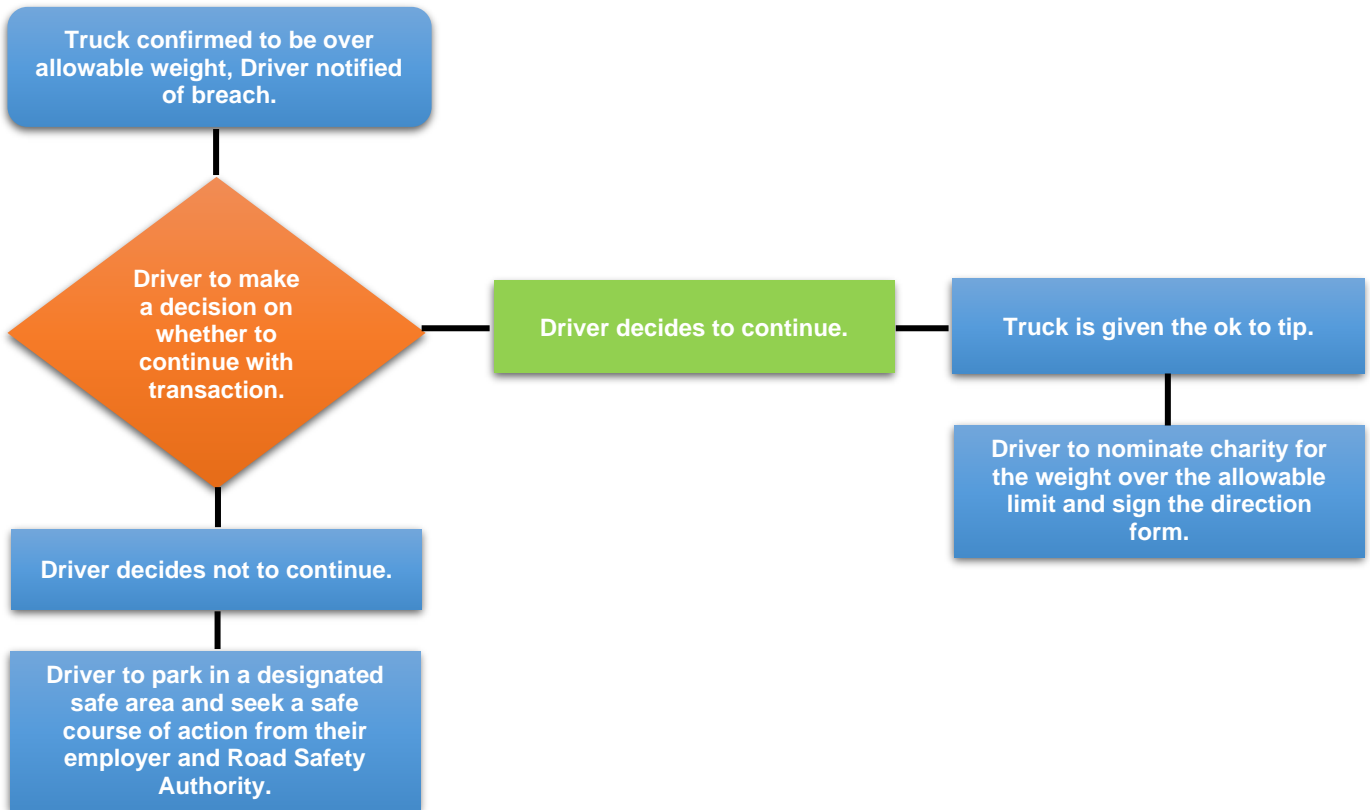 Truck confirmed to be over
allowable weight, Driver notified
of breach.
Driver to make
a decision on
whether to
continue with
transaction.
Driver decides to continue.
Truck is given the ok to tip.
Driver to nominate charity for
the weight over the allowable
limit and sign the direction
form.
Driver decides not to continue.
Driver to park in a designated
safe area and seek a safe
course of action from their
employer and Road Safety
Authority.